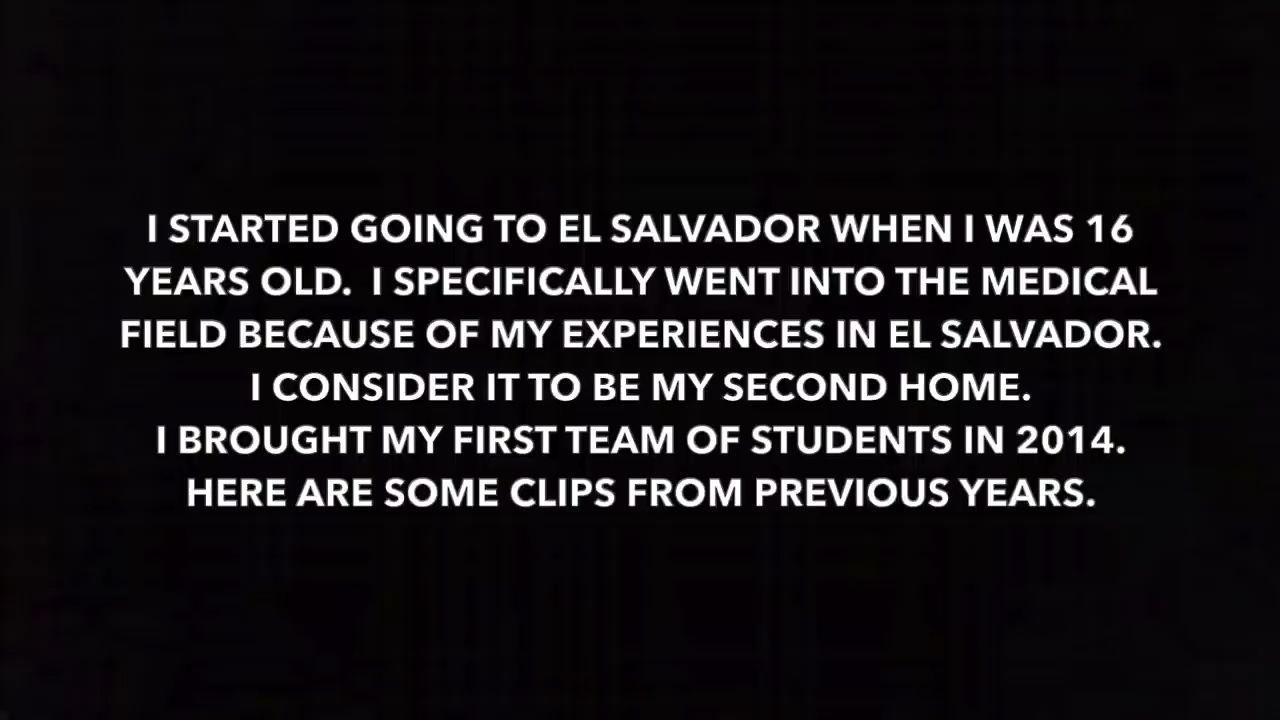 I STARTED GOING TO EL SALVADOR WHEN I WAS 16
YEARS OLD.  I SPECIFICALLY WENT INTO THE MEDICAL
FIELD BECAUSE OF MY EXPERIENCES IN EL SALVADOR.
I CONSIDER IT TO BE MY SECOND HOME.
I BROUGHT MY FIRST TEAM OF STUDENTS IN 2014.
HERE ARE SOME CLIPS FROM PREVIOUS YEARS.